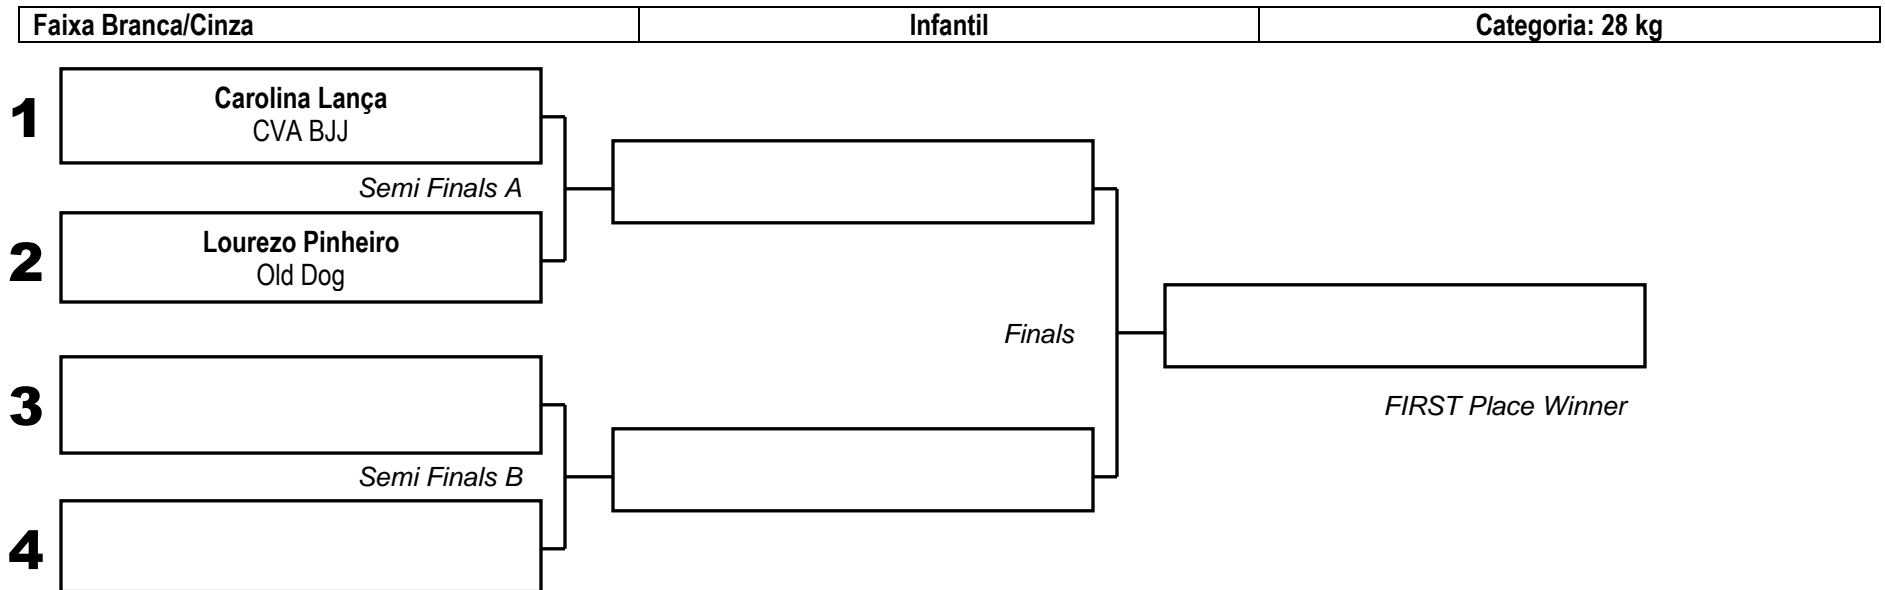 Faixa Branca/Cinza Infantil Categoria: 28 kg
1
Carolina Lança
CVA BJJ
Semi Finals A
2
Lourezo Pinheiro
Old Dog
Finals
3
FIRST Place Winner
Semi Finals B
4